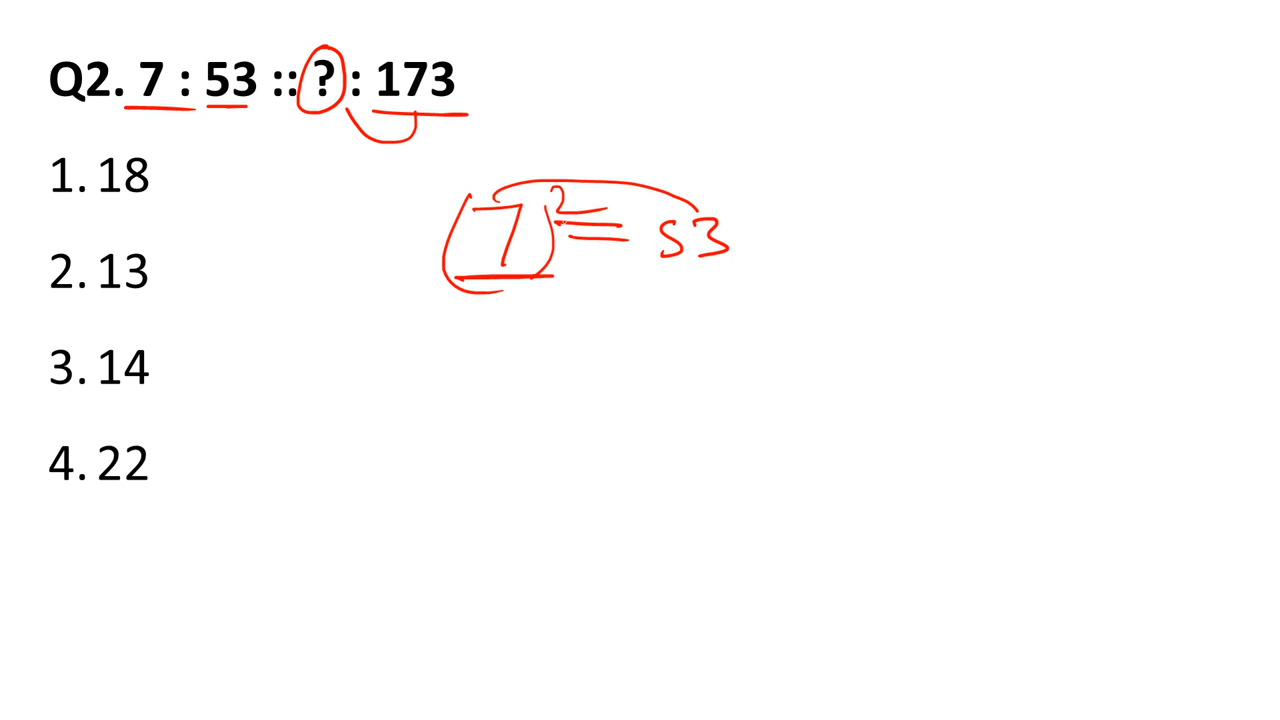 Q2. 7 : 53 :: ? : 173
1. 18
(7)² = 53
2. 13
3. 14
4. 22